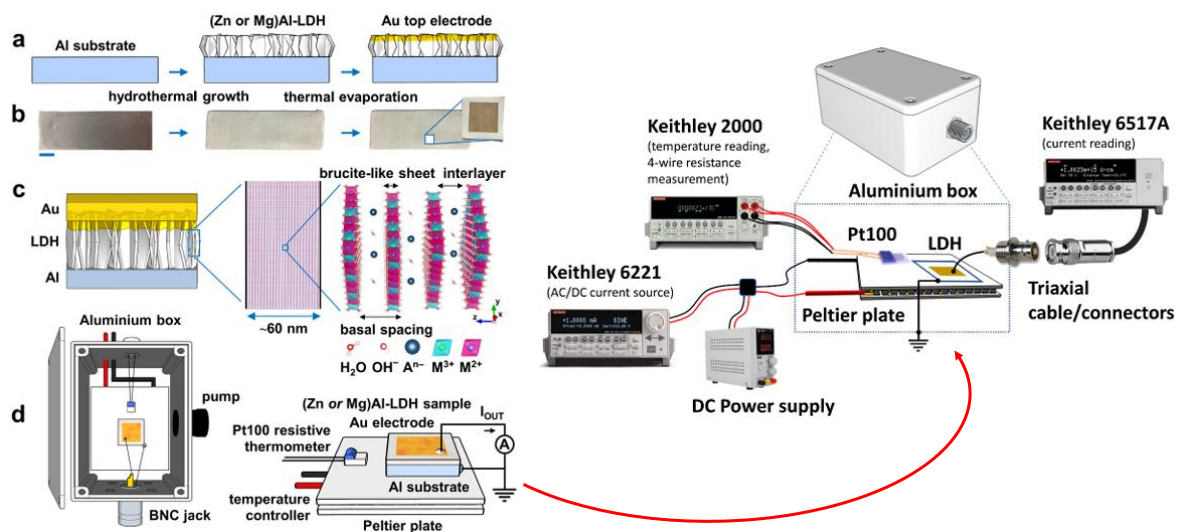 a
Al substrate
(Zn or Mg)Al-LDH
Au top electrode
hydrothermal growth
thermal evaporation
b
c
Au
LDH
Al
~60 nm
brucite-like sheet
interlayer
basal spacing
y
z
x
H₂O
OH⁻
Aⁿ⁻
M³⁺
M²⁺
Aluminium box
pump
BNC jack
d
(Zn or Mg)Al-LDH sample
Au electrode
I_OUT
A
Pt100 resistive
thermometer
Al substrate
temperature
controller
Peltier plate
Keithley 2000
(temperature reading,
4-wire resistance
measurement)
Aluminium box
Keithley 6517A
(current reading)
Pt100
LDH
Keithley 6221
(AC/DC current source)
Peltier plate
Triaxial
cable/connectors
DC Power supply